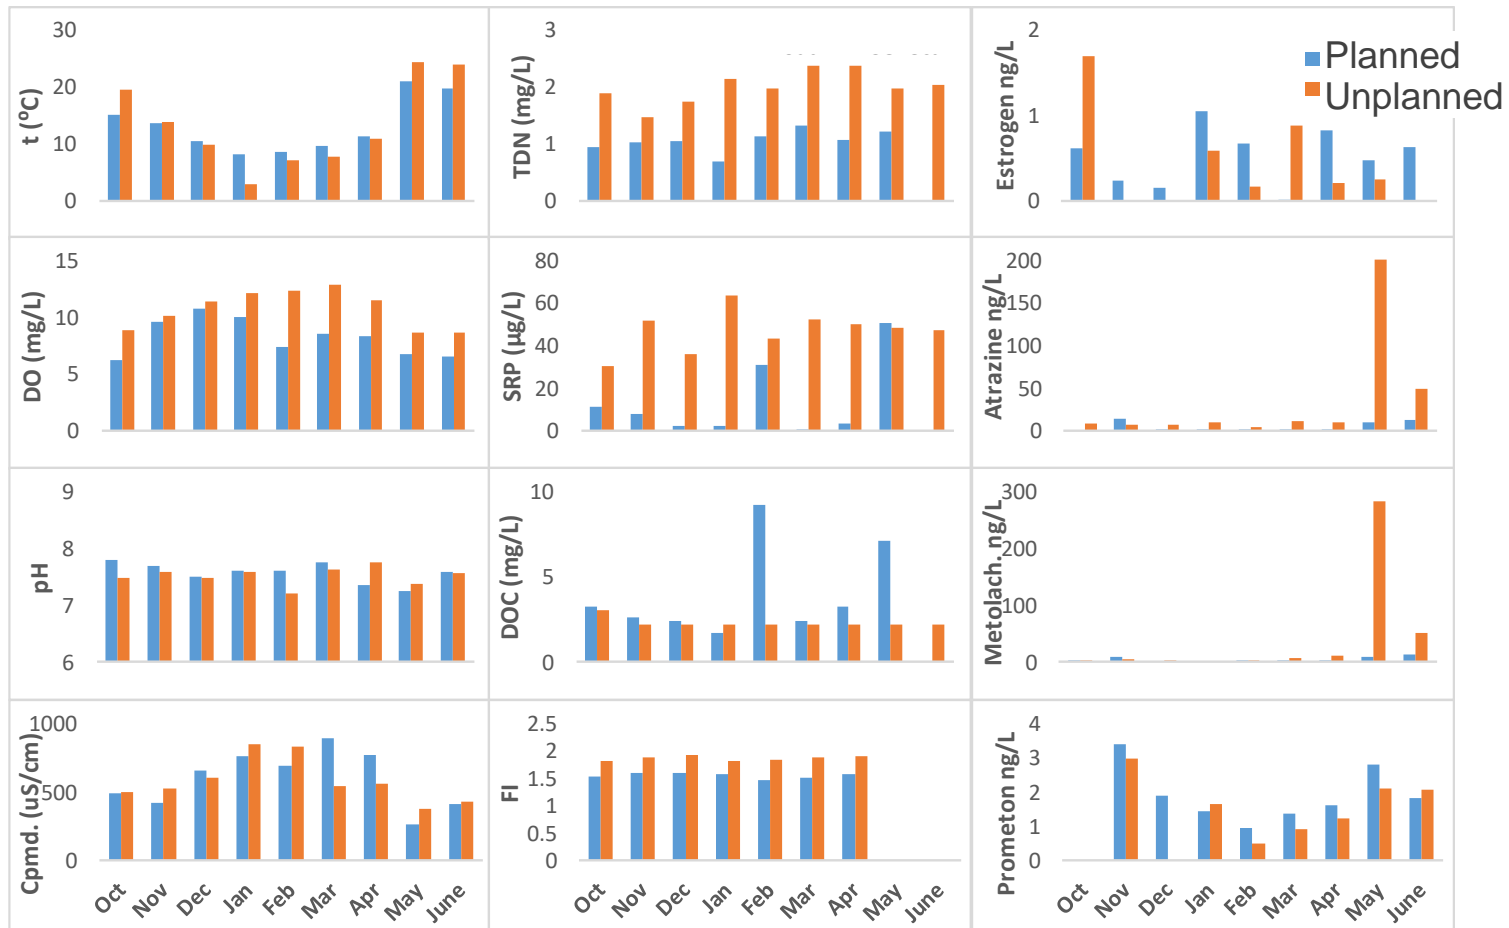 30
20
10
0
t (⁰C)
3
2
1
0
TDN (mg/L)
2
1
0
Estrogen ng/L
Planned
Unplanned
15
10
5
0
DO (mg/L)
80
60
40
20
0
SRP (µg/L)
200
150
100
50
0
Atrazine ng/L
9
8
7
6
pH
10
5
0
DOC (mg/L)
300
200
100
0
Metolach. ng/L
1000
500
0
Cpmd. (uS/cm)
Oct Nov Dec Jan Feb Mar Apr May June
2.5
2
1.5
1
0.5
0
FI
Oct Nov Dec Jan Feb Mar Apr May June
4
3
2
1
0
Prometon ng/L
Oct Nov Dec Jan Feb Mar Apr May June